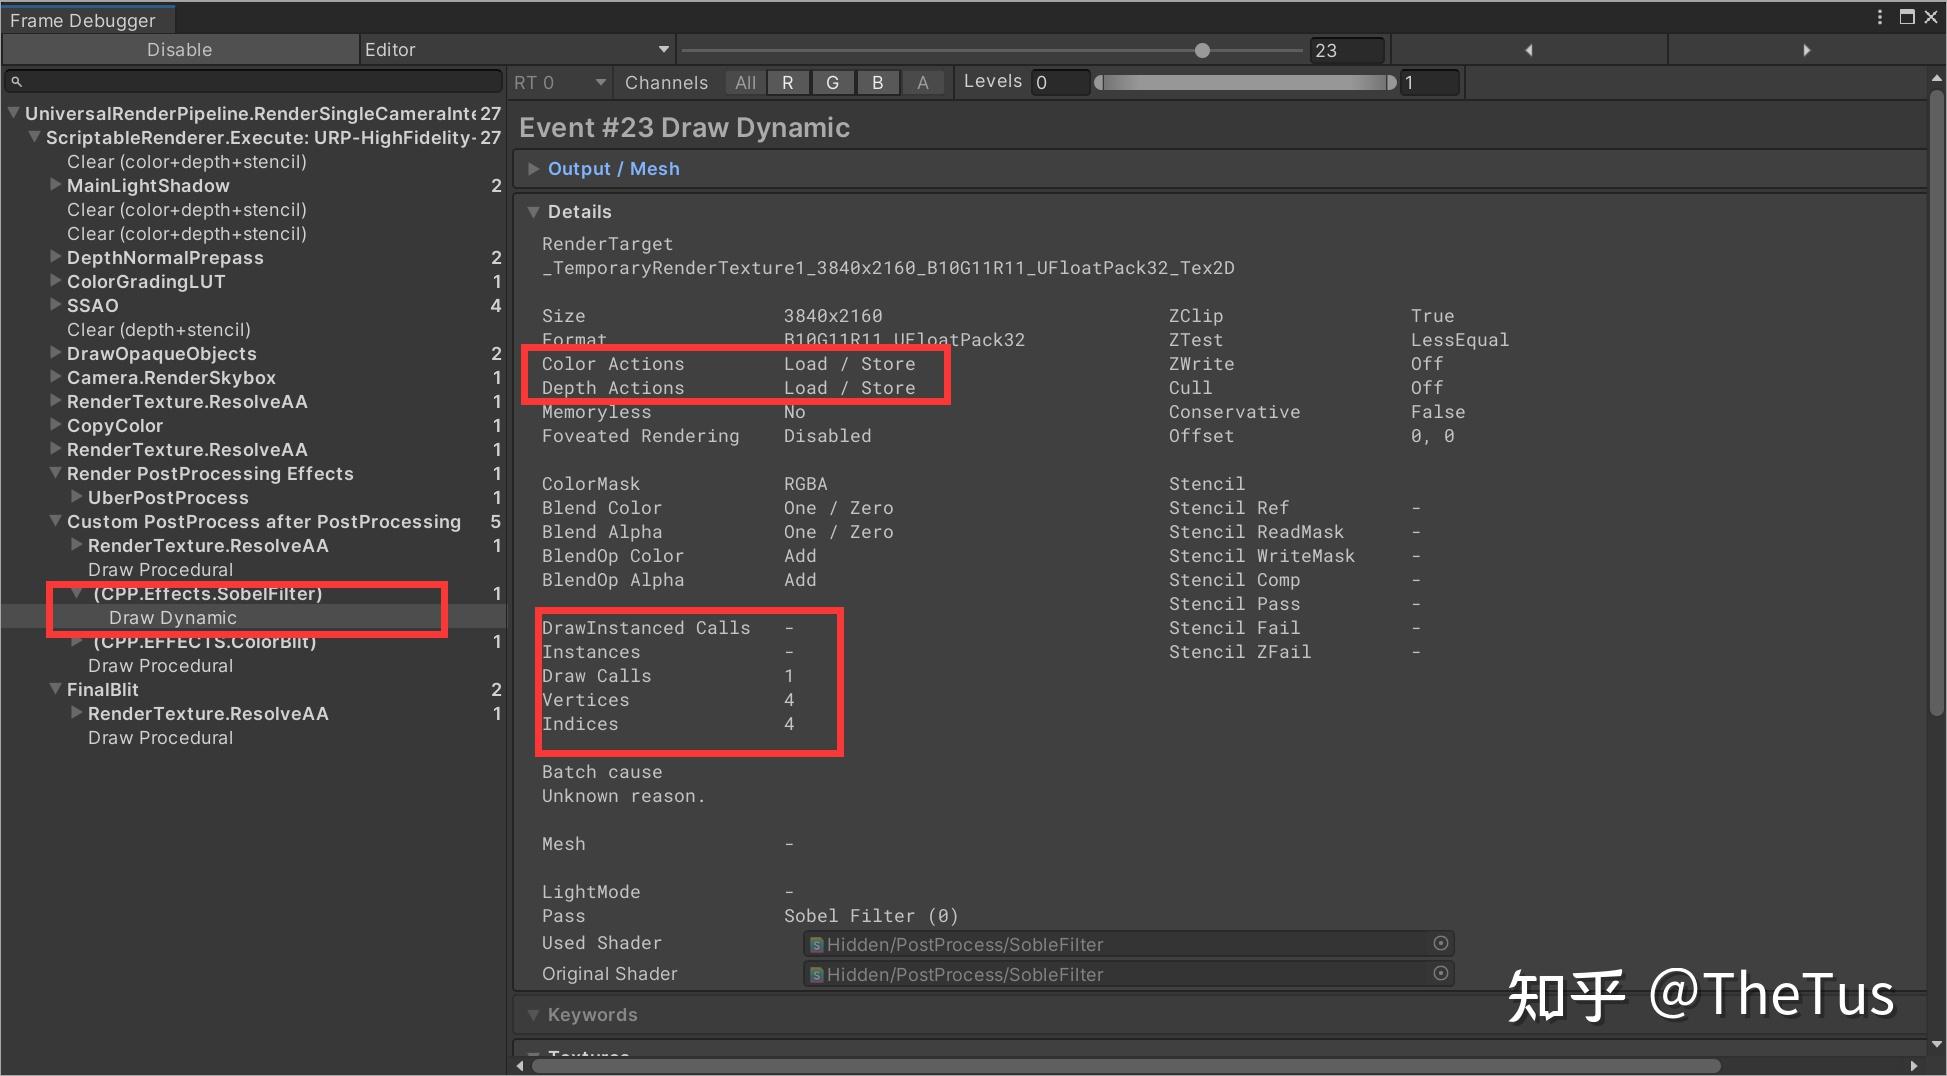 Frame Debugger
Disable
Editor
23
RT 0
Channels
All
R
G
B
A
Levels
0
1
UniversalRenderPipeline.RenderSingleCameraInte 27
ScriptableRenderer.Execute: URP-HighFidelity- 27
Clear (color+depth+stencil)
MainLightShadow 2
Clear (color+depth+stencil)
Clear (color+depth+stencil)
DepthNormalPrepass 2
ColorGradingLUT 1
SSAO 4
Clear (depth+stencil)
DrawOpaqueObjects 2
Camera.RenderSkybox 1
RenderTexture.ResolveAA 1
CopyColor 1
RenderTexture.ResolveAA 1
Render PostProcessing Effects 1
UberPostProcess 1
Custom PostProcess after PostProcessing 5
RenderTexture.ResolveAA 1
Draw Procedural
(CPP.Effects.SobelFilter) 1
Draw Dynamic
(CPP.EFFECTS.ColorBlit) 1
Draw Procedural
FinalBlit 2
RenderTexture.ResolveAA 1
Draw Procedural
Event #23 Draw Dynamic
Output / Mesh
Details
RenderTarget
_TemporaryRenderTexture1_3840x2160_B10G11R11_UFloatPack32_Tex2D
Size 3840x2160 ZClip True
Format B10G11R11_UFloatPack32 ZTest LessEqual
Color Actions Load / Store ZWrite Off
Depth Actions Load / Store Cull Off
Memoryless No Conservative False
Foveated Rendering Disabled Offset 0, 0
ColorMask RGBA Stencil
Blend Color One / Zero Stencil Ref -
Blend Alpha One / Zero Stencil ReadMask -
BlendOp Color Add Stencil WriteMask -
BlendOp Alpha Add Stencil Comp -
Stencil Pass -
DrawInstanced Calls - Stencil Fail -
Instances - Stencil ZFail -
Draw Calls 1
Vertices 4
Indices 4
Batch cause
Unknown reason.
Mesh -
LightMode -
Pass Sobel Filter (0)
Used Shader Hidden/PostProcess/SobleFilter
Original Shader Hidden/PostProcess/SobleFilter
Keywords
Textures
知乎 @TheTus